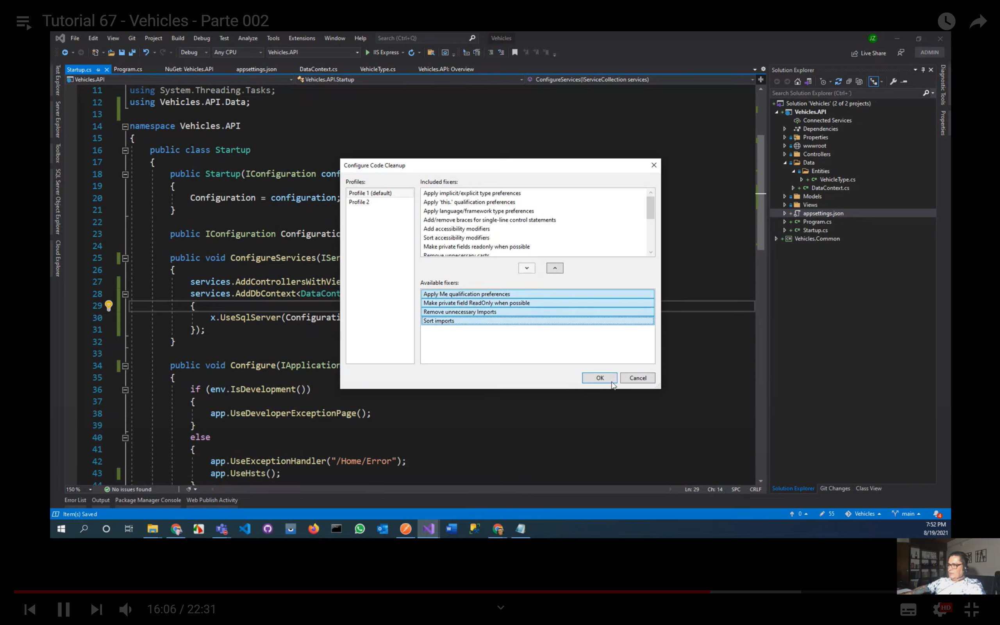 Tutorial 67 - Vehicles - Parte 002
File Edit View Git Project Build Debug Test Analyze Tools Extensions Window Help Search (Ctrl+Q) Vehicles JZ
Debug Any CPU Vehicles.API IIS Express Live Share ADMIN
Startup.cs Program.cs NuGet: Vehicles.API appsettings.json DataContext.cs VehicleType.cs Vehicles.API: Overview
Vehicles.API Vehicles.API.Startup ConfigureServices(IServiceCollection services)
Test Explorer
Server Explorer
Toolbox
SQL Server Object Explorer
Cloud Explorer
11 using System.Threading.Tasks;
12 using Vehicles.API.Data;
13
14 namespace Vehicles.API
15 {
16 public class Startup
17 {
18 public Startup(IConfiguration conf
19 {
20 Configuration = configuration;
21 }
22
23 public IConfiguration Configuratio
24
25 public void ConfigureServices(ISer
26 {
27 services.AddControllersWithVie
28 services.AddDbContext<DataCont
29 {
30 x.UseSqlServer(Configurati
31 });
32 }
33
34 public void Configure(IApplication
35 {
36 if (env.IsDevelopment())
37 {
38 app.UseDeveloperExceptionPage();
39 }
40 else
41 {
42 app.UseExceptionHandler("/Home/Error");
43 app.UseHsts();
44 }
Configure Code Cleanup
Profiles:
Profile 1 (default)
Profile 2
Included fixers:
Apply implicit/explicit type preferences
Apply 'this.' qualification preferences
Apply language/framework type preferences
Add/remove braces for single-line control statements
Add accessibility modifiers
Sort accessibility modifiers
Make private fields readonly when possible
Remove unnecessary casts
Available fixers:
Apply Me qualification preferences
Make private field ReadOnly when possible
Remove unnecessary Imports
Sort imports
OK Cancel
Solution Explorer
Search Solution Explorer (Ctrl+¨)
Solution 'Vehicles' (2 of 2 projects)
Vehicles.API
Connected Services
Dependencies
Properties
wwwroot
Controllers
Data
Entities
C# VehicleType.cs
C# DataContext.cs
Models
Views
appsettings.json
C# Program.cs
C# Startup.cs
C# Vehicles.Common
Diagnostic Tools
Properties
150 % No issues found Ln: 29 Ch: 14 SPC CRLF
Solution Explorer Git Changes Class View
Error List Output Package Manager Console Web Publish Activity
Item(s) Saved 0 55 Vehicles main 4
7:52 PM
8/19/2021
16:06 / 22:31 HD